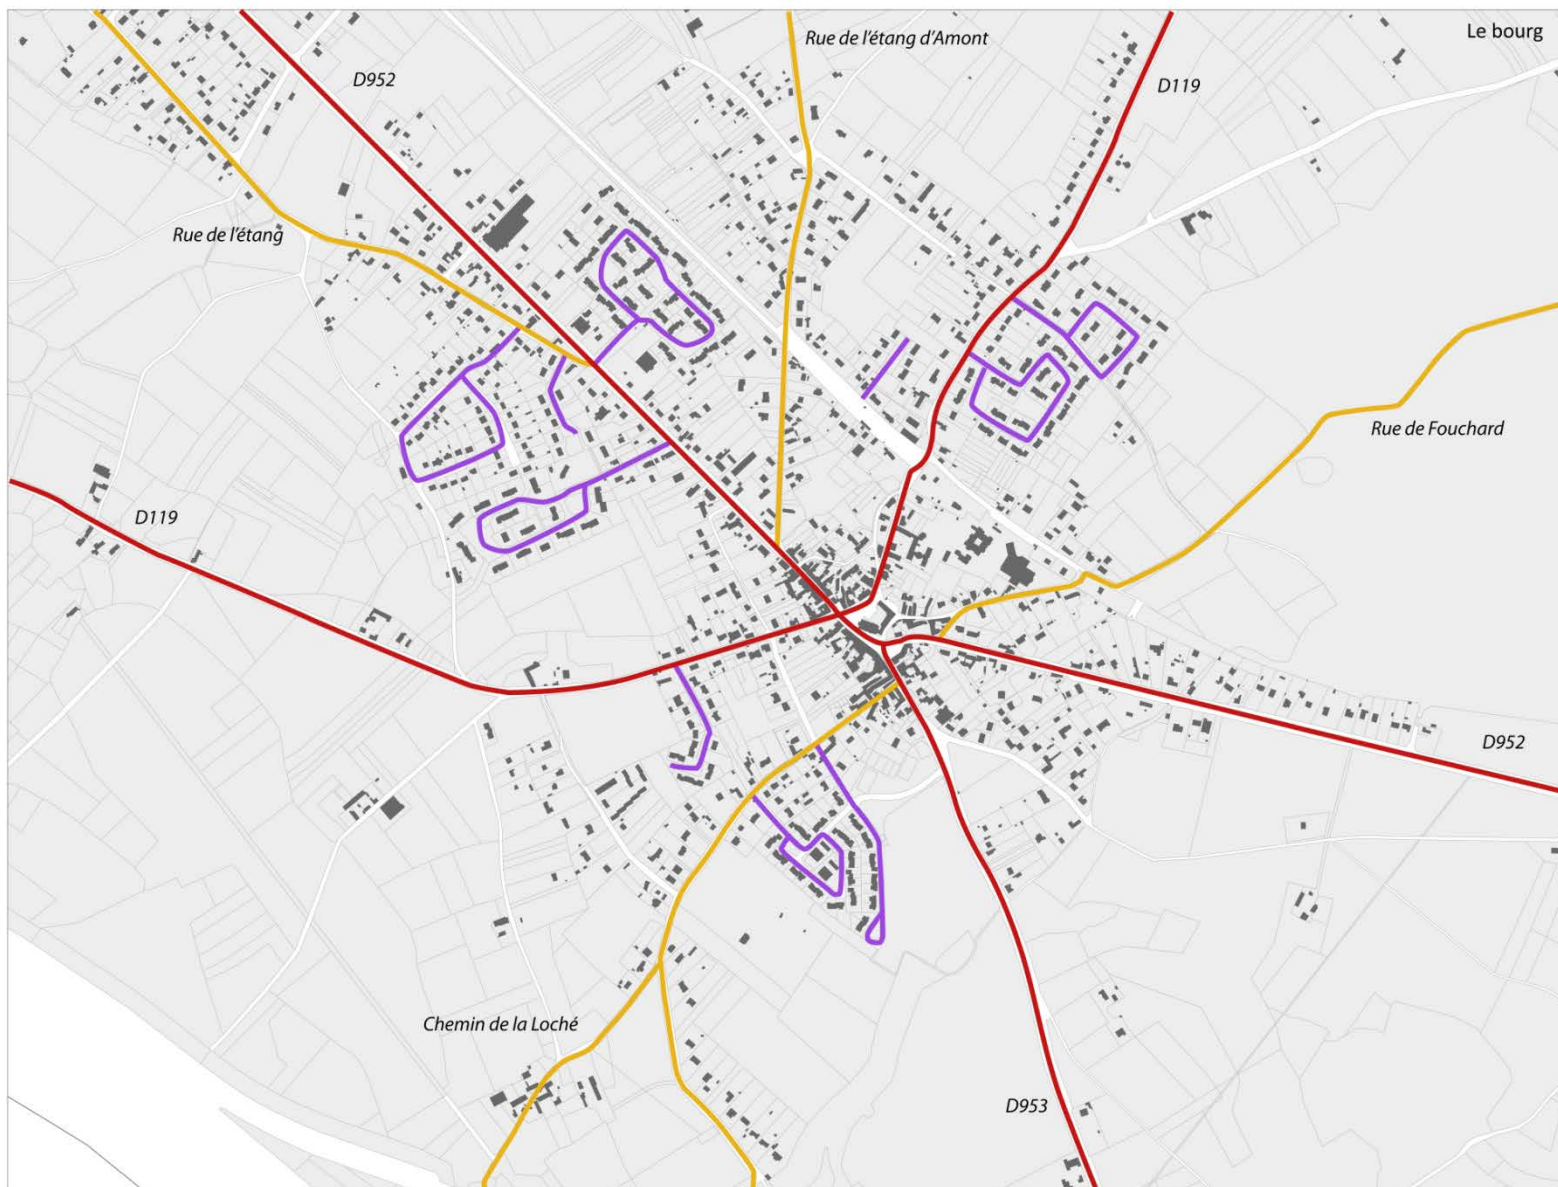 Le bourg
Rue de l'étang d'Amont
D952
D119
Rue de l'étang
Rue de Fouchard
D119
D952
Chemin de la Loché
D953